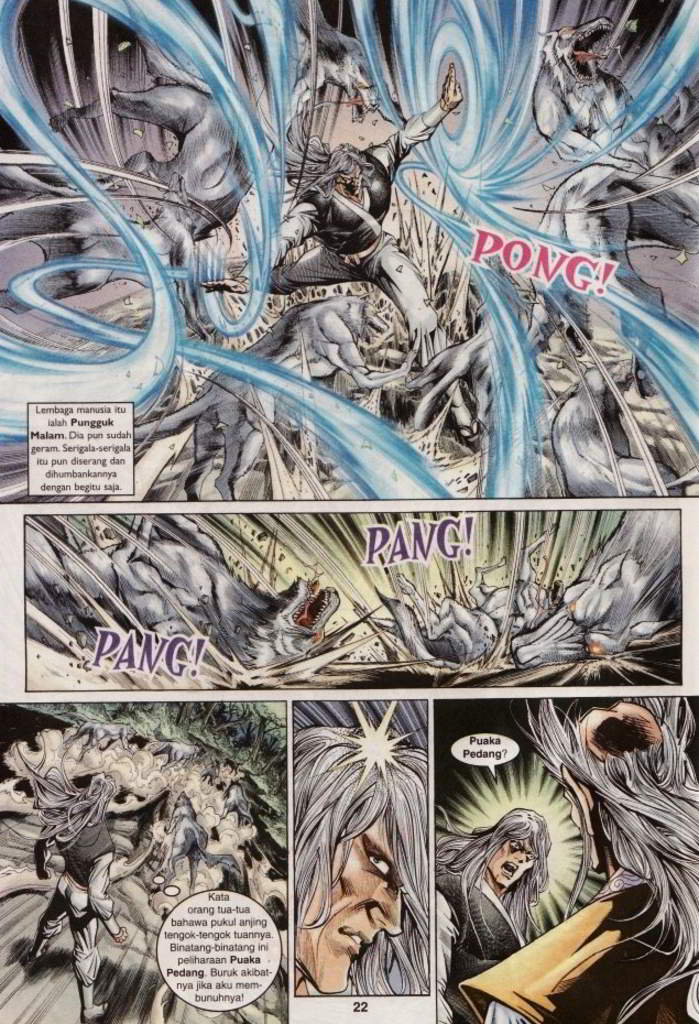 PONG!
Lembaga manusia itu
ialah Pungguk
Malam. Dia pun sudah
geram. Serigala-serigala
itu pun diserang dan
dihumbankannya
dengan begitu saja.
PANG!
PANG!
Kata
orang tua-tua
bahawa pukul anjing
tengok-tengok tuannya.
Binatang-binatang ini
peliharaan Puaka
Pedang. Buruk akibat-
nya jika aku mem-
bunuhnya!
Puaka
Pedang?
22